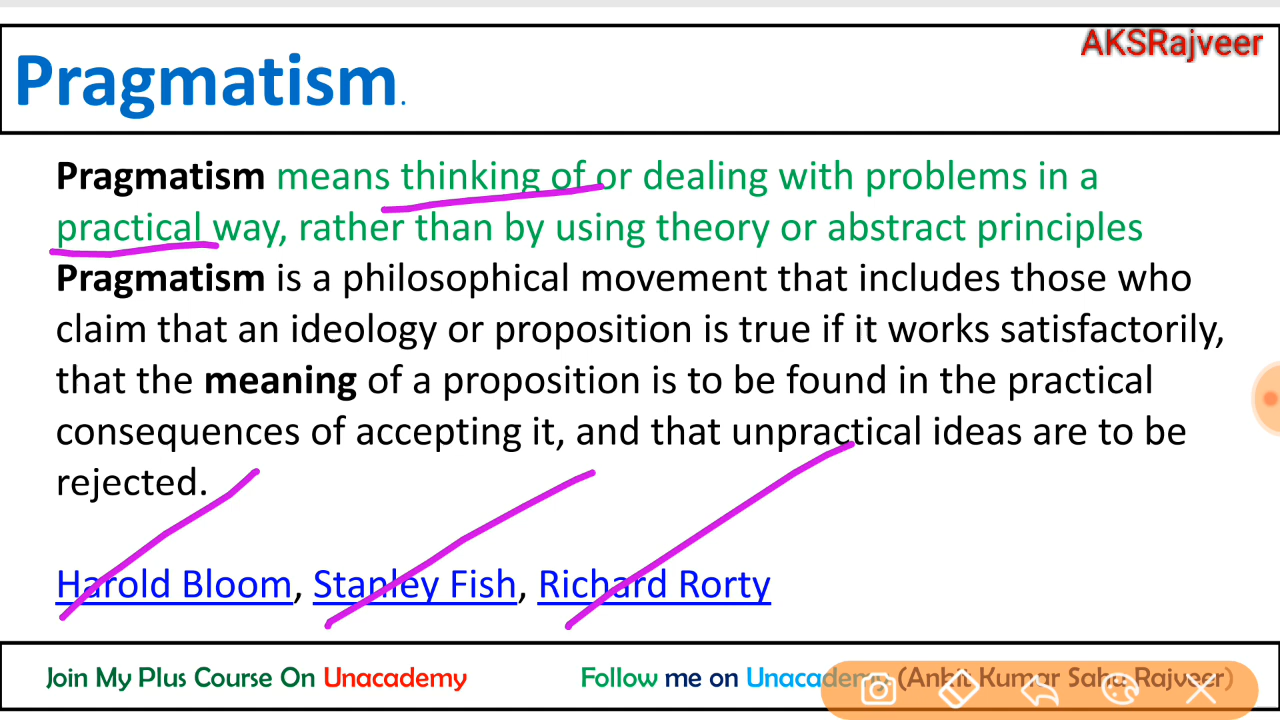 AKSRajveer
Pragmatism.
Pragmatism means thinking of or dealing with problems in a
practical way, rather than by using theory or abstract principles
Pragmatism is a philosophical movement that includes those who
claim that an ideology or proposition is true if it works satisfactorily,
that the meaning of a proposition is to be found in the practical
consequences of accepting it, and that unpractical ideas are to be
rejected.
Harold Bloom, Stanley Fish, Richard Rorty
Join My Plus Course On Unacademy
Follow me on Unacademy (Ankit Kumar Saha Rajveer)